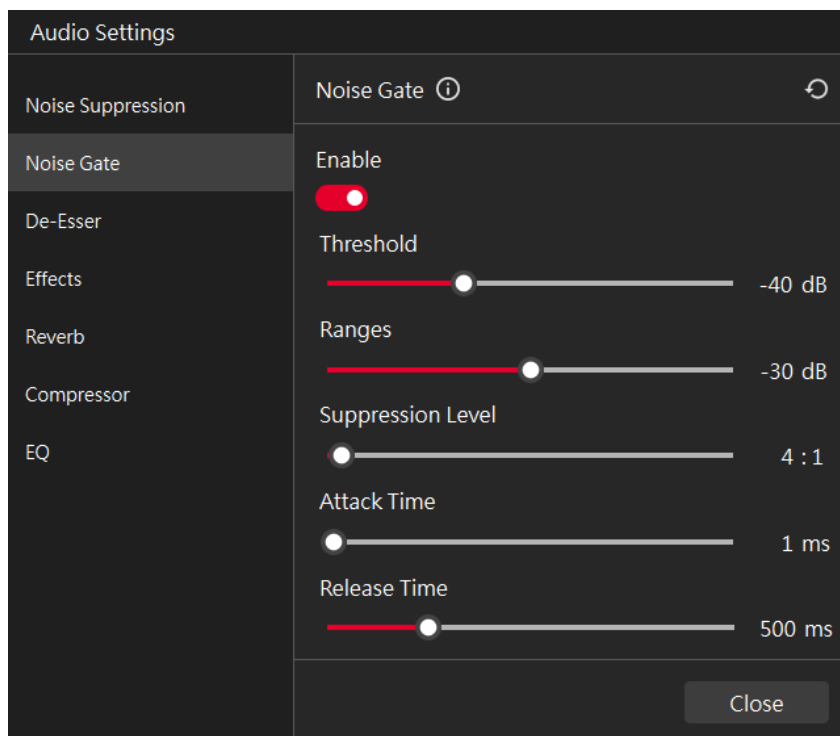 Audio Settings
Noise Suppression
Noise Gate
De-Esser
Effects
Reverb
Compressor
EQ
Noise Gate
Enable
Threshold
-40 dB
Ranges
-30 dB
Suppression Level
4 : 1
Attack Time
1 ms
Release Time
500 ms
Close